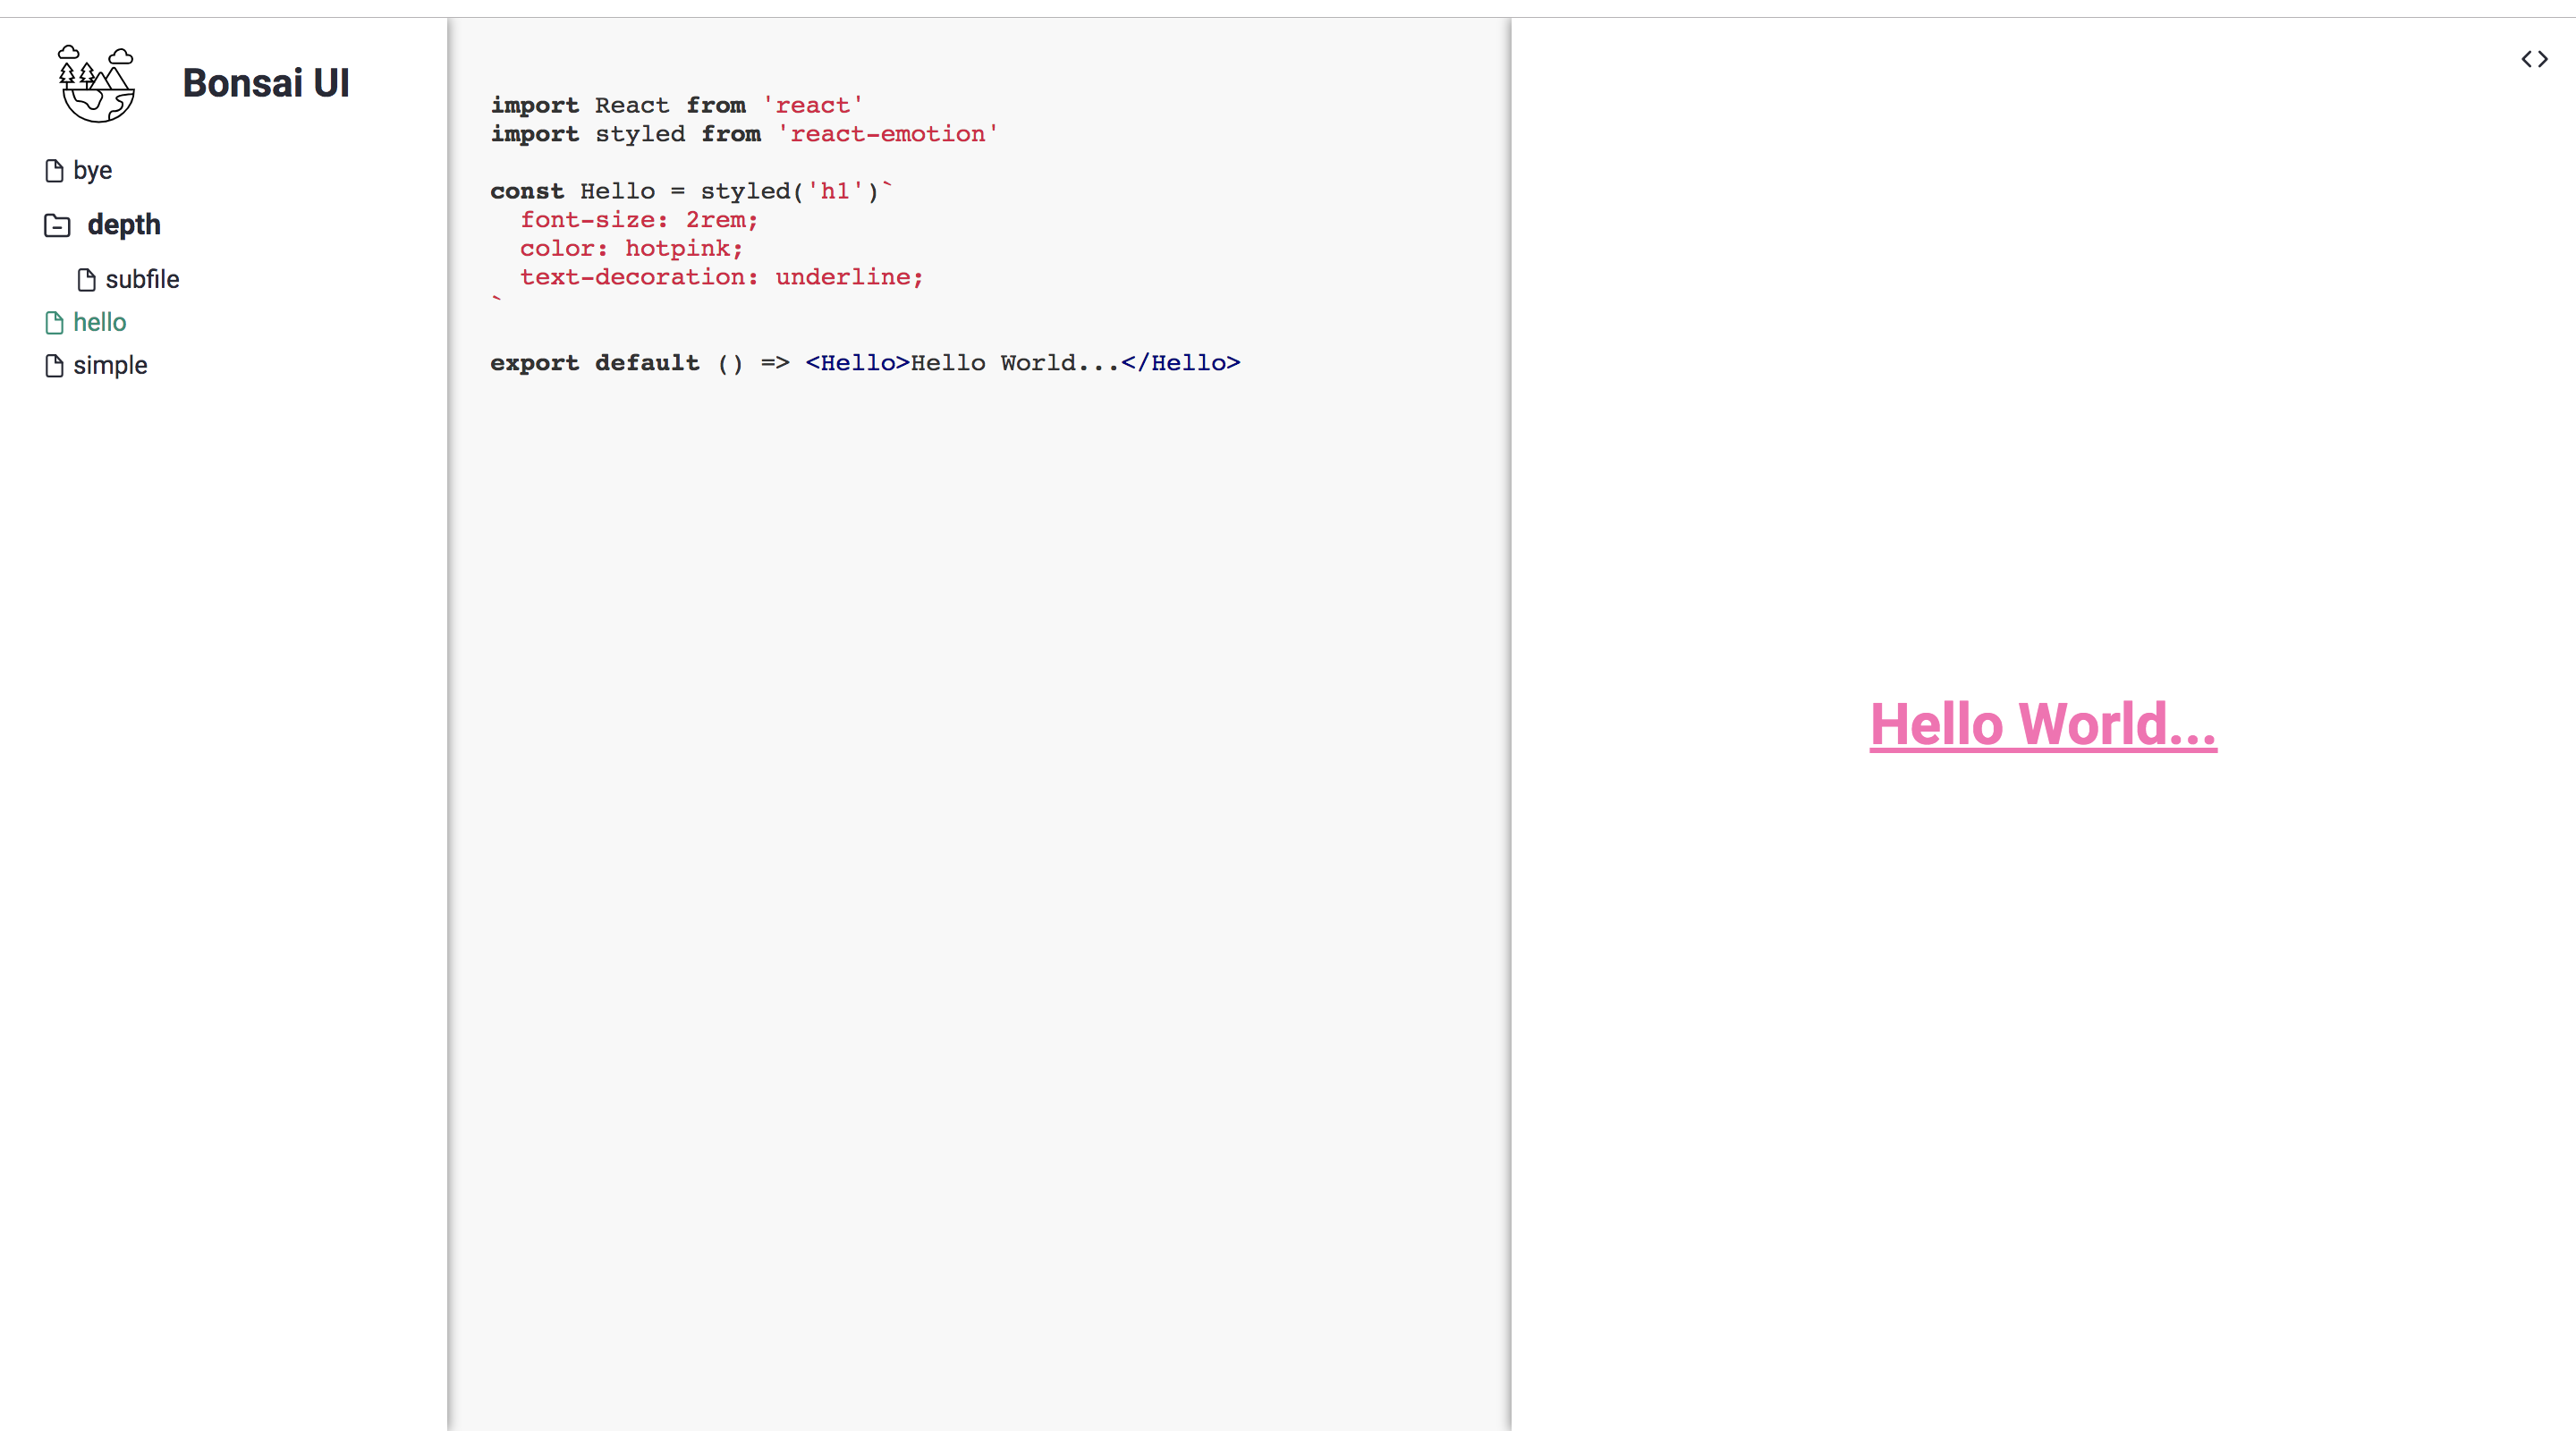 Bonsai UI
bye
depth
subfile
hello
simple
import React from 'react'
import styled from 'react-emotion'
const Hello = styled('h1')`
  font-size: 2rem;
  color: hotpink;
  text-decoration: underline;
`
export default () => <Hello>Hello World...</Hello>
Hello World...